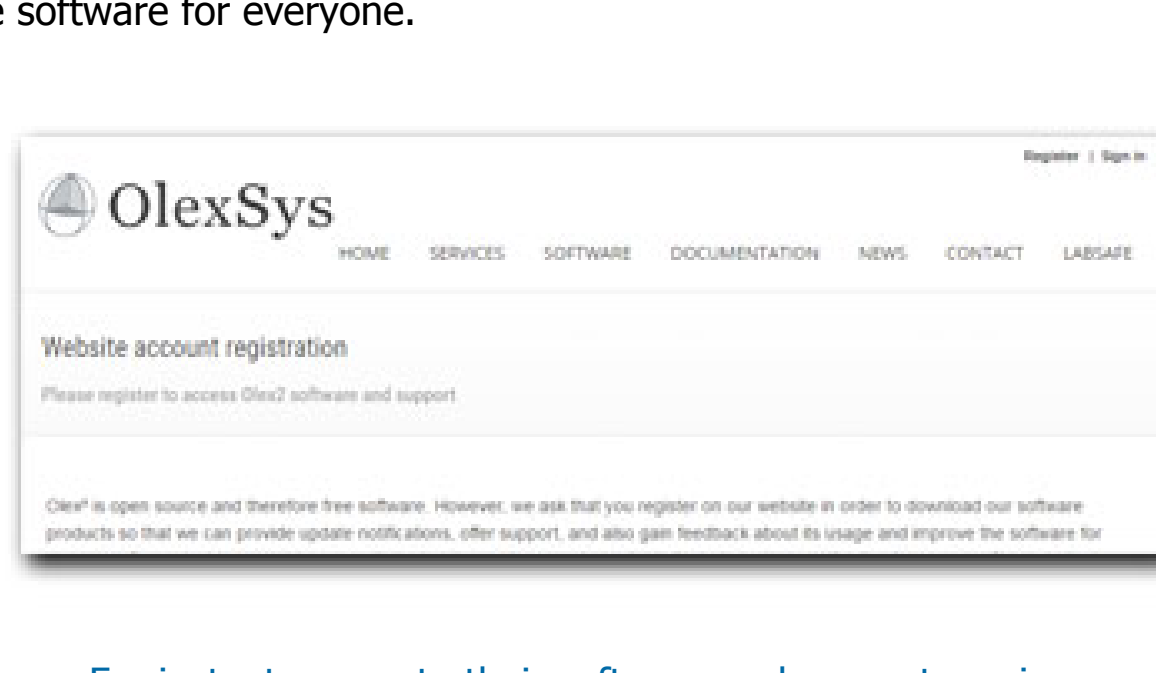 e software for everyone.
Register | Sign in
OlexSys
HOME SERVICES SOFTWARE DOCUMENTATION NEWS CONTACT LABSAFE
Website account registration
Please register to access Olex2 software and support
Olex² is open source and therefore free software. However, we ask that you register on our website in order to download our software
products so that we can provide update notifications, offer support, and also gain feedback about its usage and improve the software for